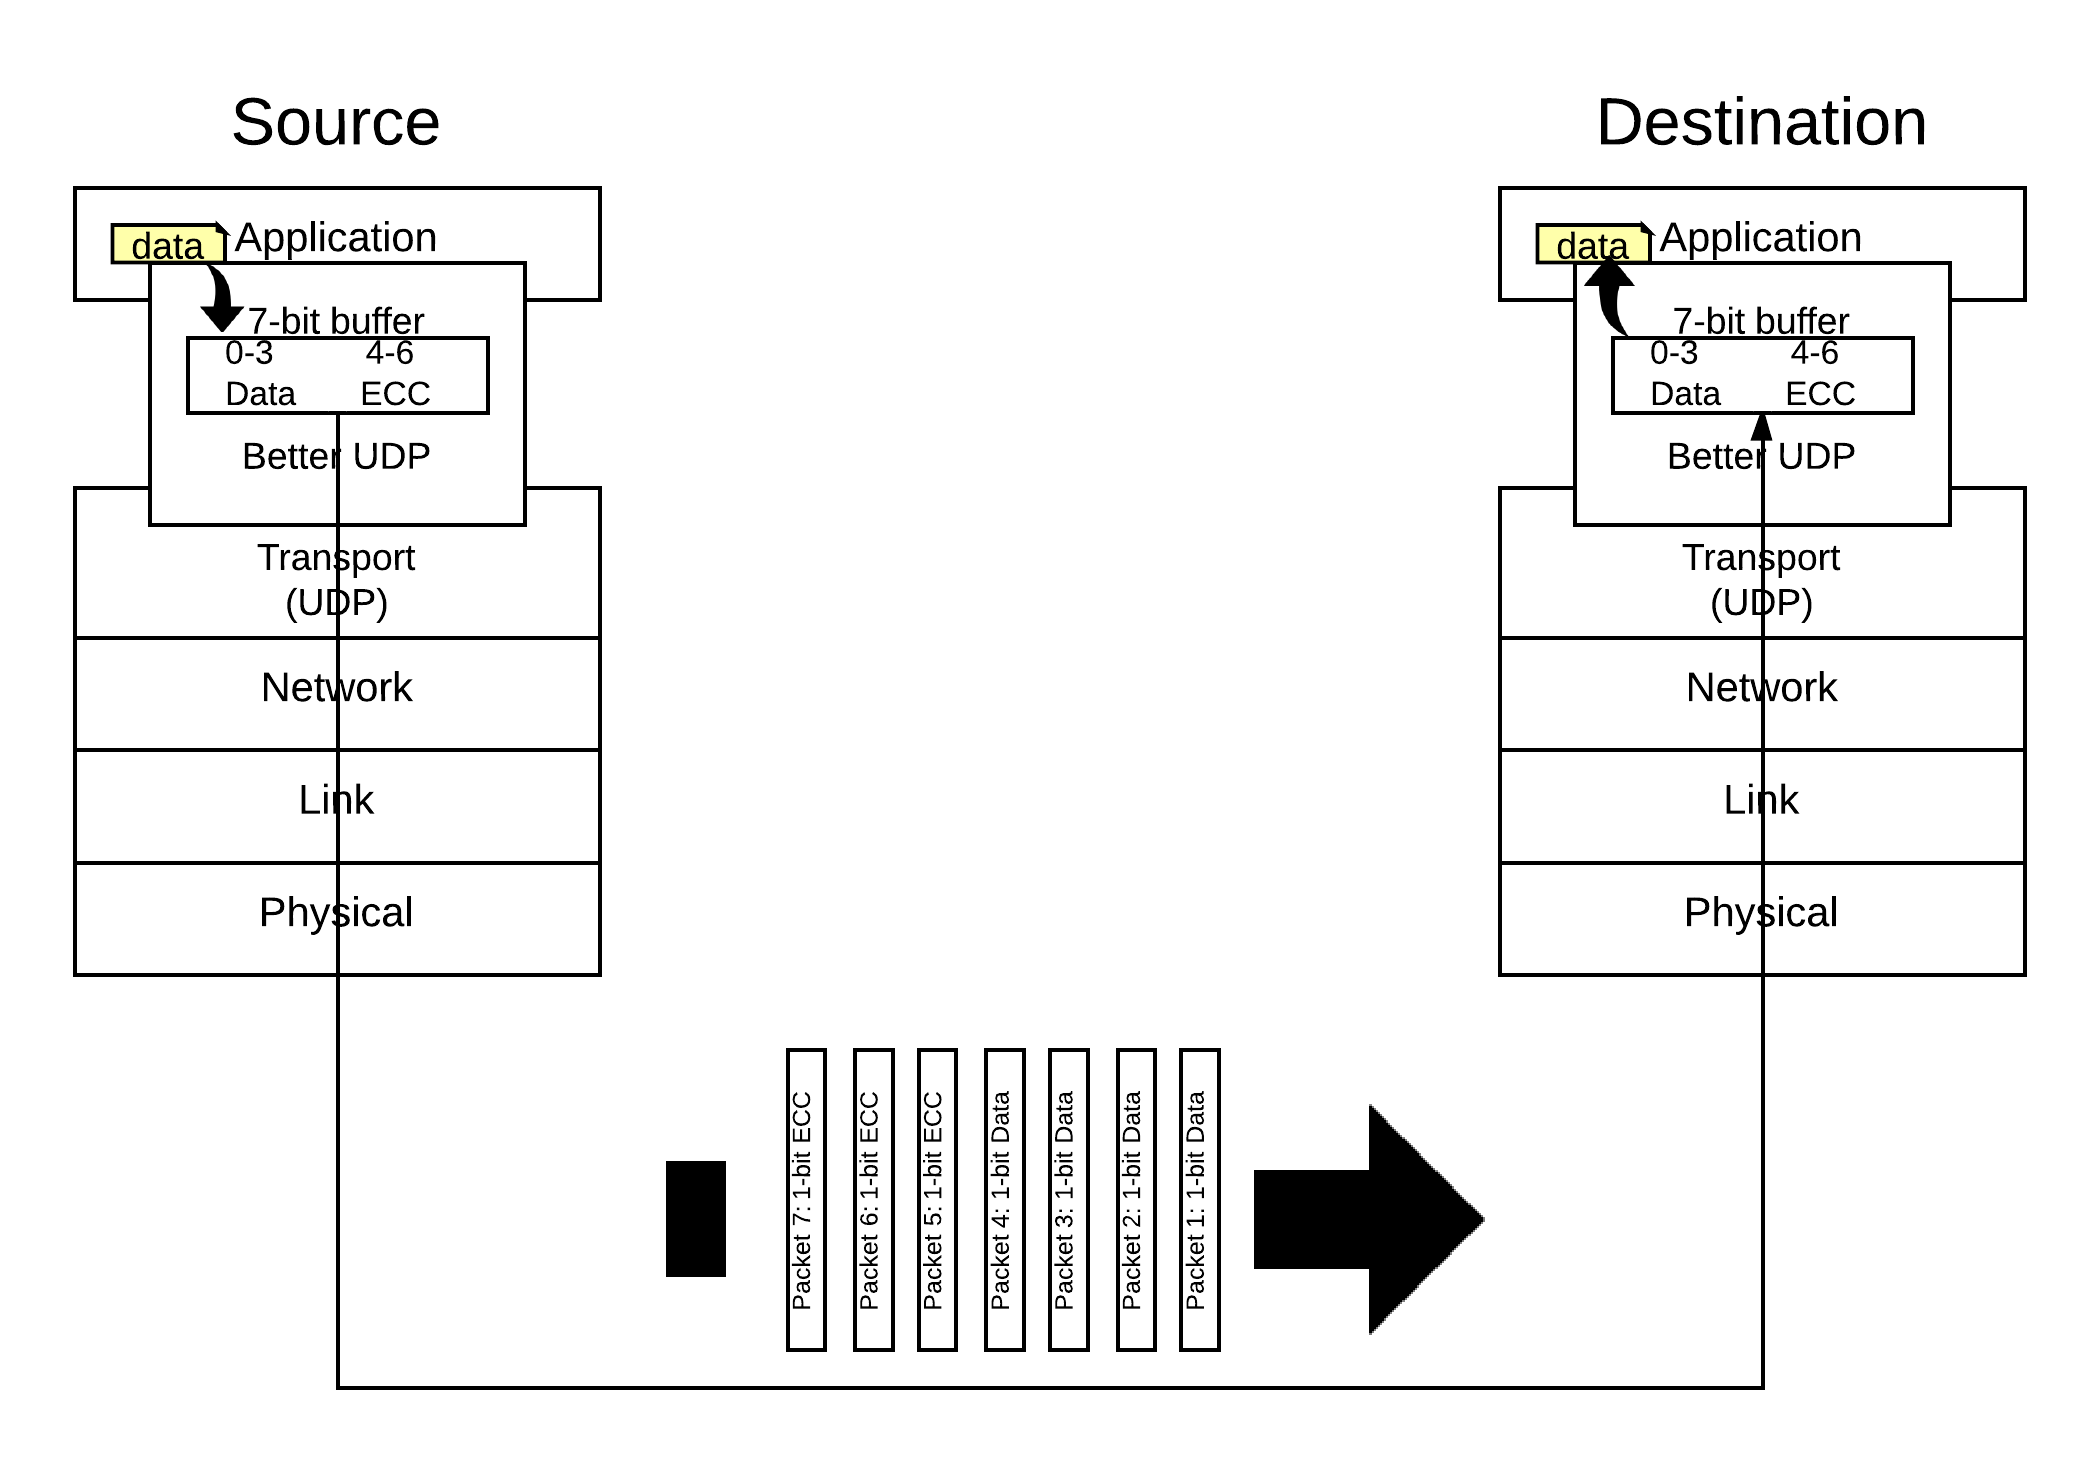 Source
Destination
data
Application
7-bit buffer
0-3
4-6
Data
ECC
Better UDP
Transport
(UDP)
Network
Link
Physical
data
Application
7-bit buffer
0-3
4-6
Data
ECC
Better UDP
Transport
(UDP)
Network
Link
Physical
Packet 7: 1-bit ECC
Packet 6: 1-bit ECC
Packet 5: 1-bit ECC
Packet 4: 1-bit Data
Packet 3: 1-bit Data
Packet 2: 1-bit Data
Packet 1: 1-bit Data